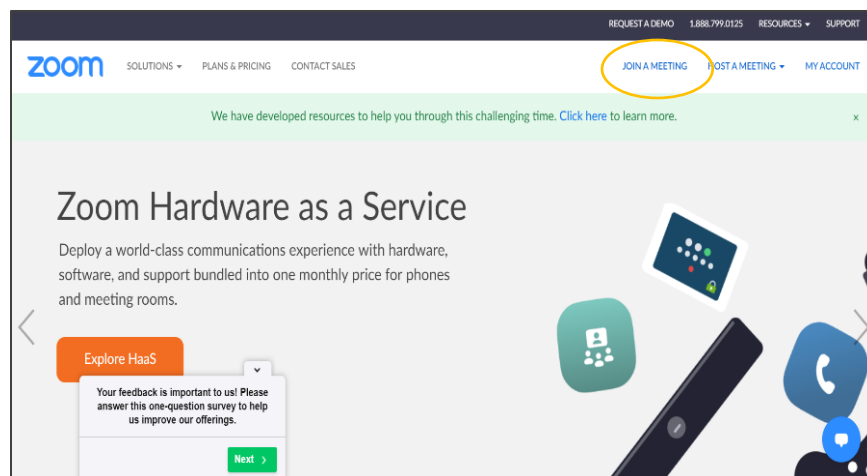 REQUEST A DEMO 1.888.799.0125 RESOURCES SUPPORT
zoom SOLUTIONS PLANS & PRICING CONTACT SALES JOIN A MEETING HOST A MEETING MY ACCOUNT
We have developed resources to help you through this challenging time. Click here to learn more. x
Zoom Hardware as a Service
Deploy a world-class communications experience with hardware,
software, and support bundled into one monthly price for phones
and meeting rooms.
Explore HaaS
Your feedback is important to us! Please
answer this one-question survey to help
us improve our offerings.
Next